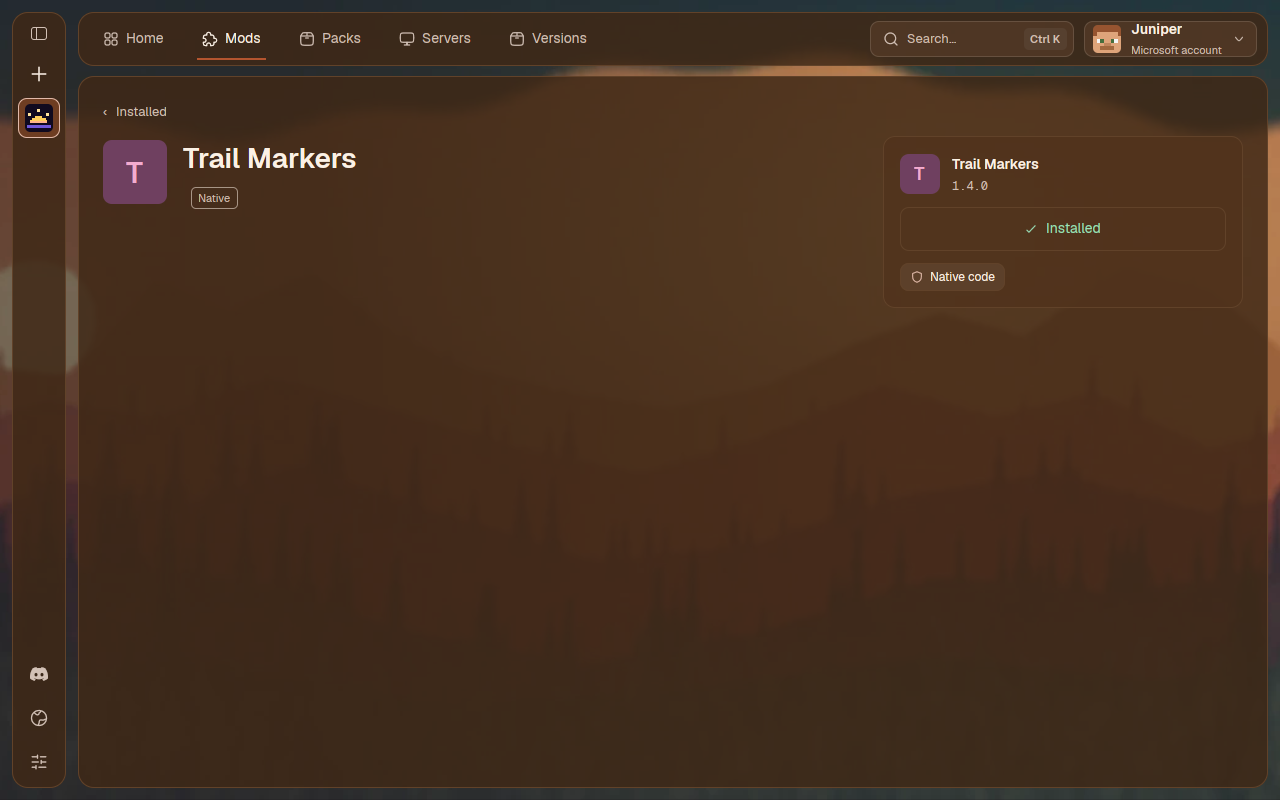 Home
Mods
Packs
Servers
Versions
Search...
Ctrl K
Juniper
Microsoft account
‹ Installed
T
Trail Markers
Native
T
Trail Markers
1.4.0
Installed
Native code